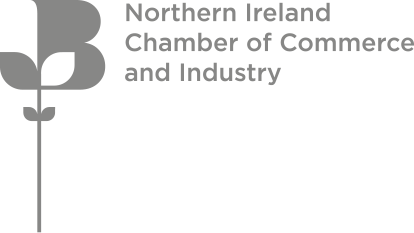 Northern Ireland
Chamber of Commerce
and Industry